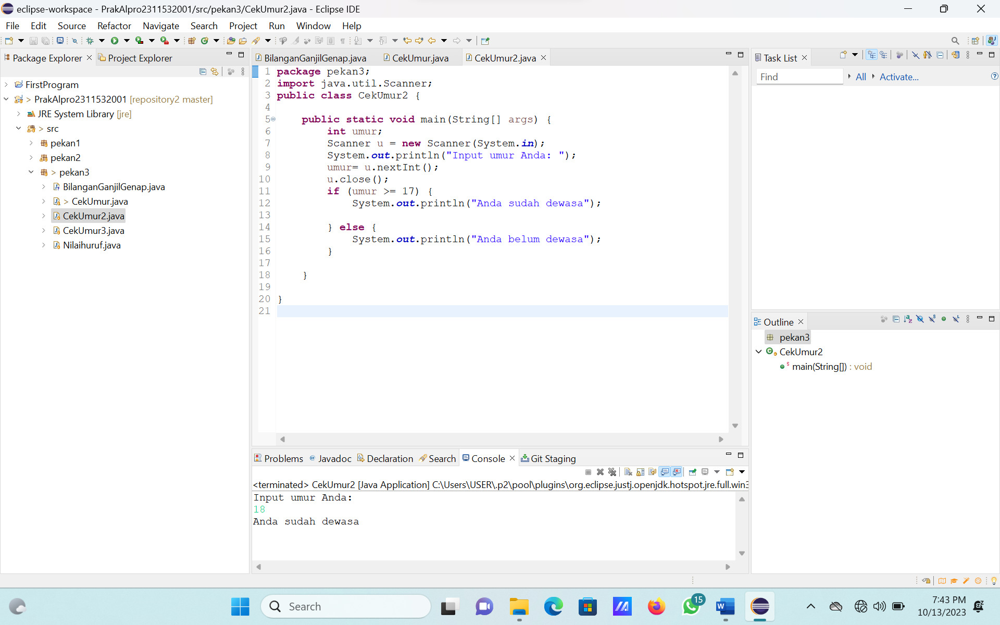 eclipse-workspace - PrakAlpro2311532001/src/pekan3/CekUmur2.java - Eclipse IDE
File Edit Source Refactor Navigate Search Project Run Window Help
Package Explorer
Project Explorer
FirstProgram
> PrakAlpro2311532001 [repository2 master]
JRE System Library [jre]
> src
pekan1
pekan2
> pekan3
BilanganGanjilGenap.java
> CekUmur.java
CekUmur2.java
CekUmur3.java
Nilaihuruf.java
BilanganGanjilGenap.java CekUmur.java CekUmur2.java
1 package pekan3;
2 import java.util.Scanner;
3 public class CekUmur2 {
4
5 public static void main(String[] args) {
6 int umur;
7 Scanner u = new Scanner(System.in);
8 System.out.println("Input umur Anda: ");
9 umur= u.nextInt();
10 u.close();
11 if (umur >= 17) {
12 System.out.println("Anda sudah dewasa");
13
14 } else {
15 System.out.println("Anda belum dewasa");
16 }
17
18 }
19
20 }
21
Problems Javadoc Declaration Search Console Git Staging
<terminated> CekUmur2 [Java Application] C:\Users\USER\.p2\pool\plugins\org.eclipse.justj.openjdk.hotspot.jre.full.win3
Input umur Anda:
18
Anda sudah dewasa
Task List
Find All Activate...
Outline
pekan3
CekUmur2
main(String[]) : void
Search
15
7:43 PM
10/13/2023